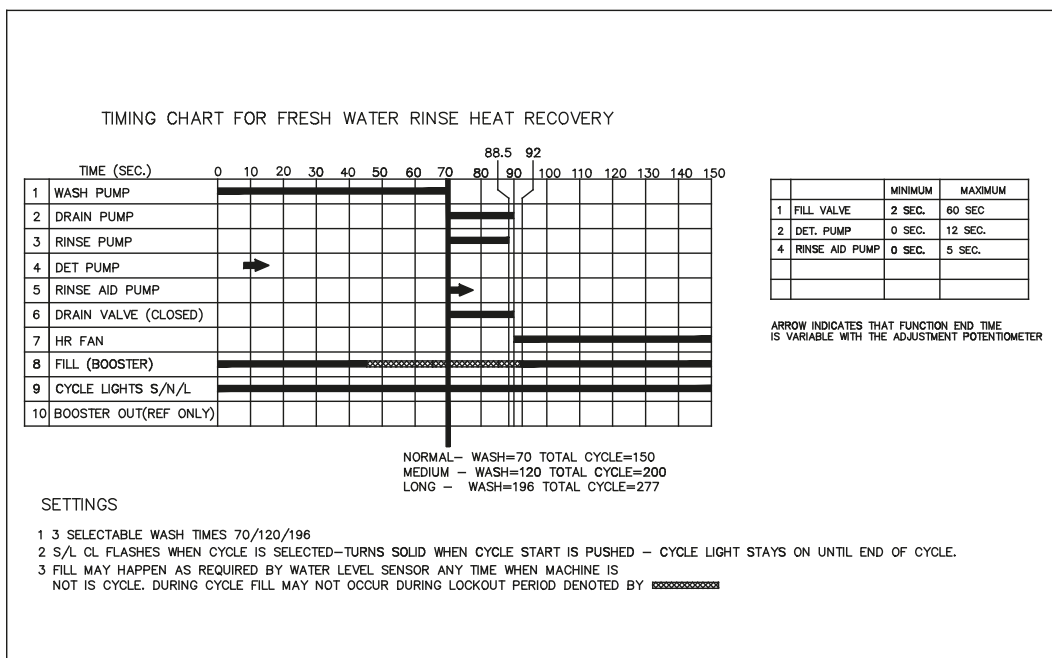 TIMING CHART FOR FRESH WATER RINSE HEAT RECOVERY
88.5 92
TIME (SEC.) 0 10 20 30 40 50 60 70 80 90 100 110 120 130 140 150
1 WASH PUMP
2 DRAIN PUMP
3 RINSE PUMP
4 DET PUMP
5 RINSE AID PUMP
6 DRAIN VALVE (CLOSED)
7 HR FAN
8 FILL (BOOSTER)
9 CYCLE LIGHTS S/N/L
10 BOOSTER OUT(REF ONLY)
NORMAL– WASH=70 TOTAL CYCLE=150
MEDIUM – WASH=120 TOTAL CYCLE=200
LONG – WASH=196 TOTAL CYCLE=277
MINIMUM MAXIMUM
1 FILL VALVE 2 SEC. 60 SEC
2 DET. PUMP 0 SEC. 12 SEC.
4 RINSE AID PUMP 0 SEC. 5 SEC.
ARROW INDICATES THAT FUNCTION END TIME
IS VARIABLE WITH THE ADJUSTMENT POTENTIOMETER
SETTINGS
1 3 SELECTABLE WASH TIMES 70/120/196
2 S/L CL FLASHES WHEN CYCLE IS SELECTED–TURNS SOLID WHEN CYCLE START IS PUSHED – CYCLE LIGHT STAYS ON UNTIL END OF CYCLE.
3 FILL MAY HAPPEN AS REQUIRED BY WATER LEVEL SENSOR ANY TIME WHEN MACHINE IS
NOT IS CYCLE. DURING CYCLE FILL MAY NOT OCCUR DURING LOCKOUT PERIOD DENOTED BY